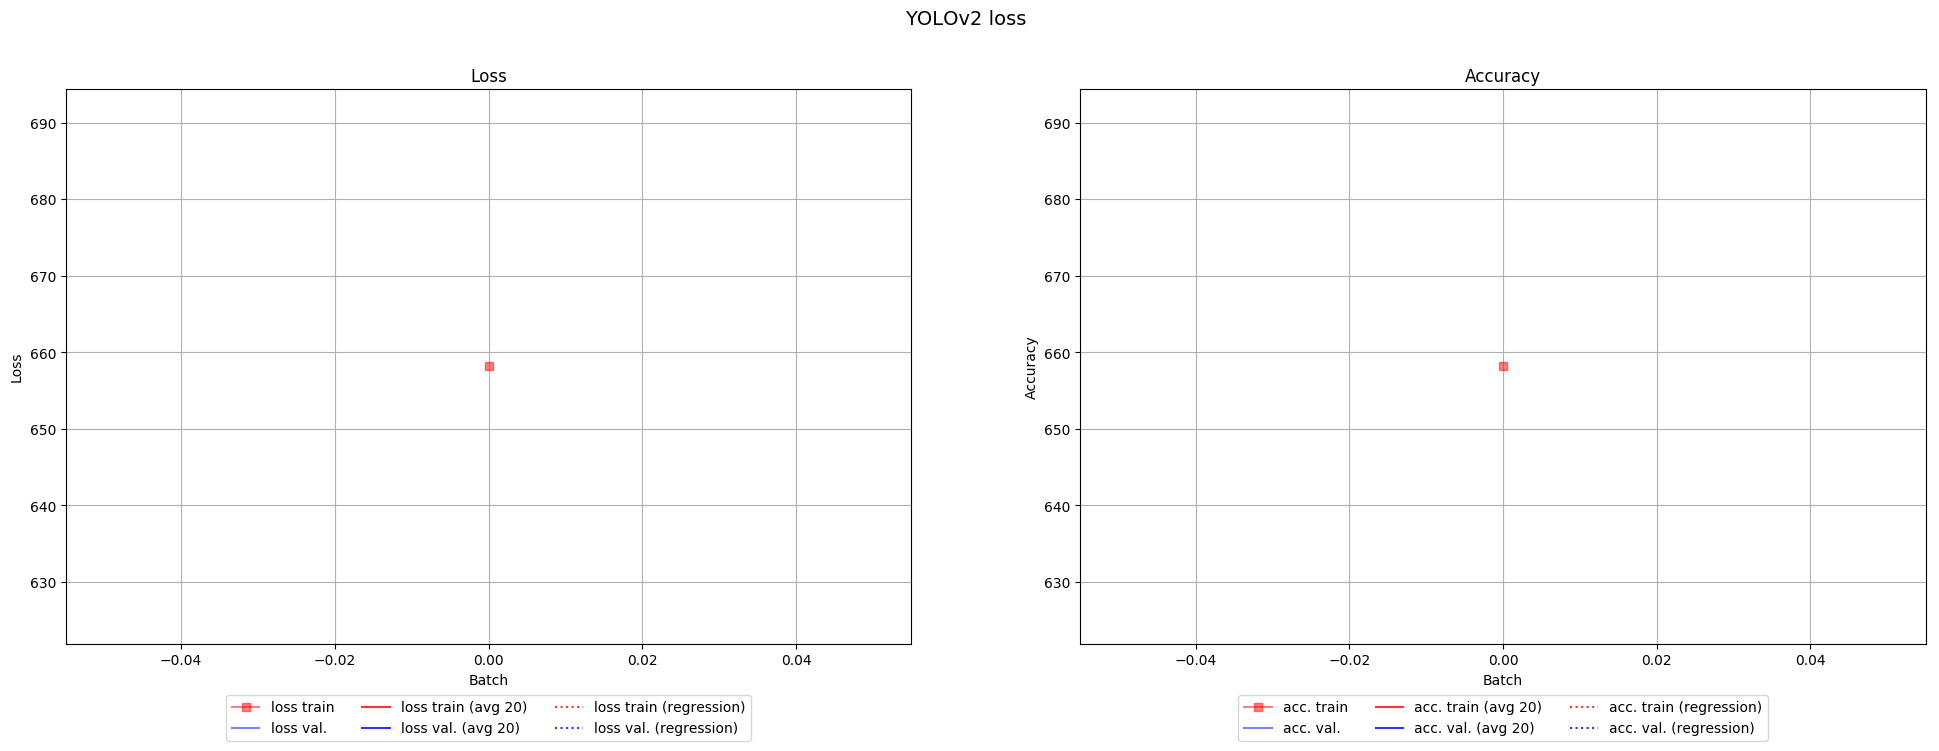 YOLOv2 loss
Loss
690
680
670
660
650
640
630
Loss
−0.04 −0.02 0.00 0.02 0.04
Batch
loss train loss train (avg 20) loss train (regression)
loss val. loss val. (avg 20) loss val. (regression)
Accuracy
690
680
670
660
650
640
630
Accuracy
−0.04 −0.02 0.00 0.02 0.04
Batch
acc. train acc. train (avg 20) acc. train (regression)
acc. val. acc. val. (avg 20) acc. val. (regression)